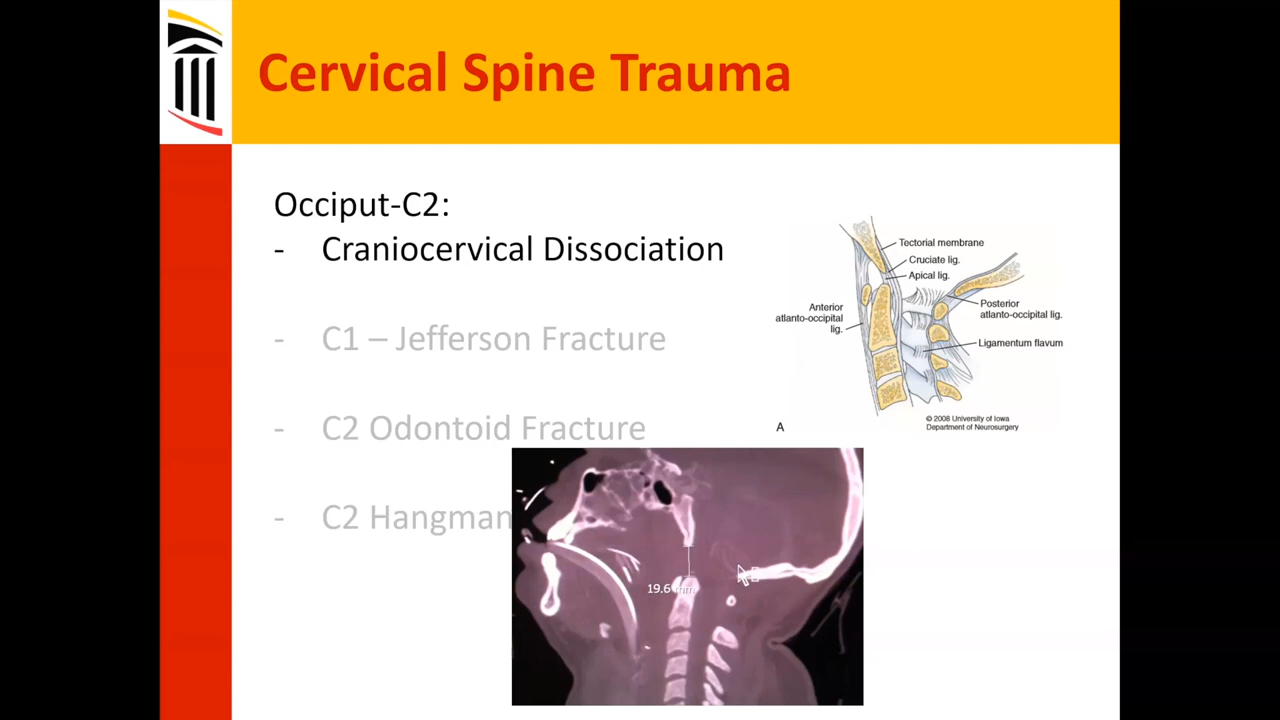 Cervical Spine Trauma
Occiput-C2:
- Craniocervical Dissociation
- C1 – Jefferson Fracture
- C2 Odontoid Fracture
- C2 Hangman
Tectorial membrane
Cruciate lig.
Apical lig.
Anterior
atlanto-occipital
lig.
Posterior
atlanto-occipital lig.
Ligamentum flavum
© 2008 University of Iowa
Department of Neurosurgery
A
19.6 mm